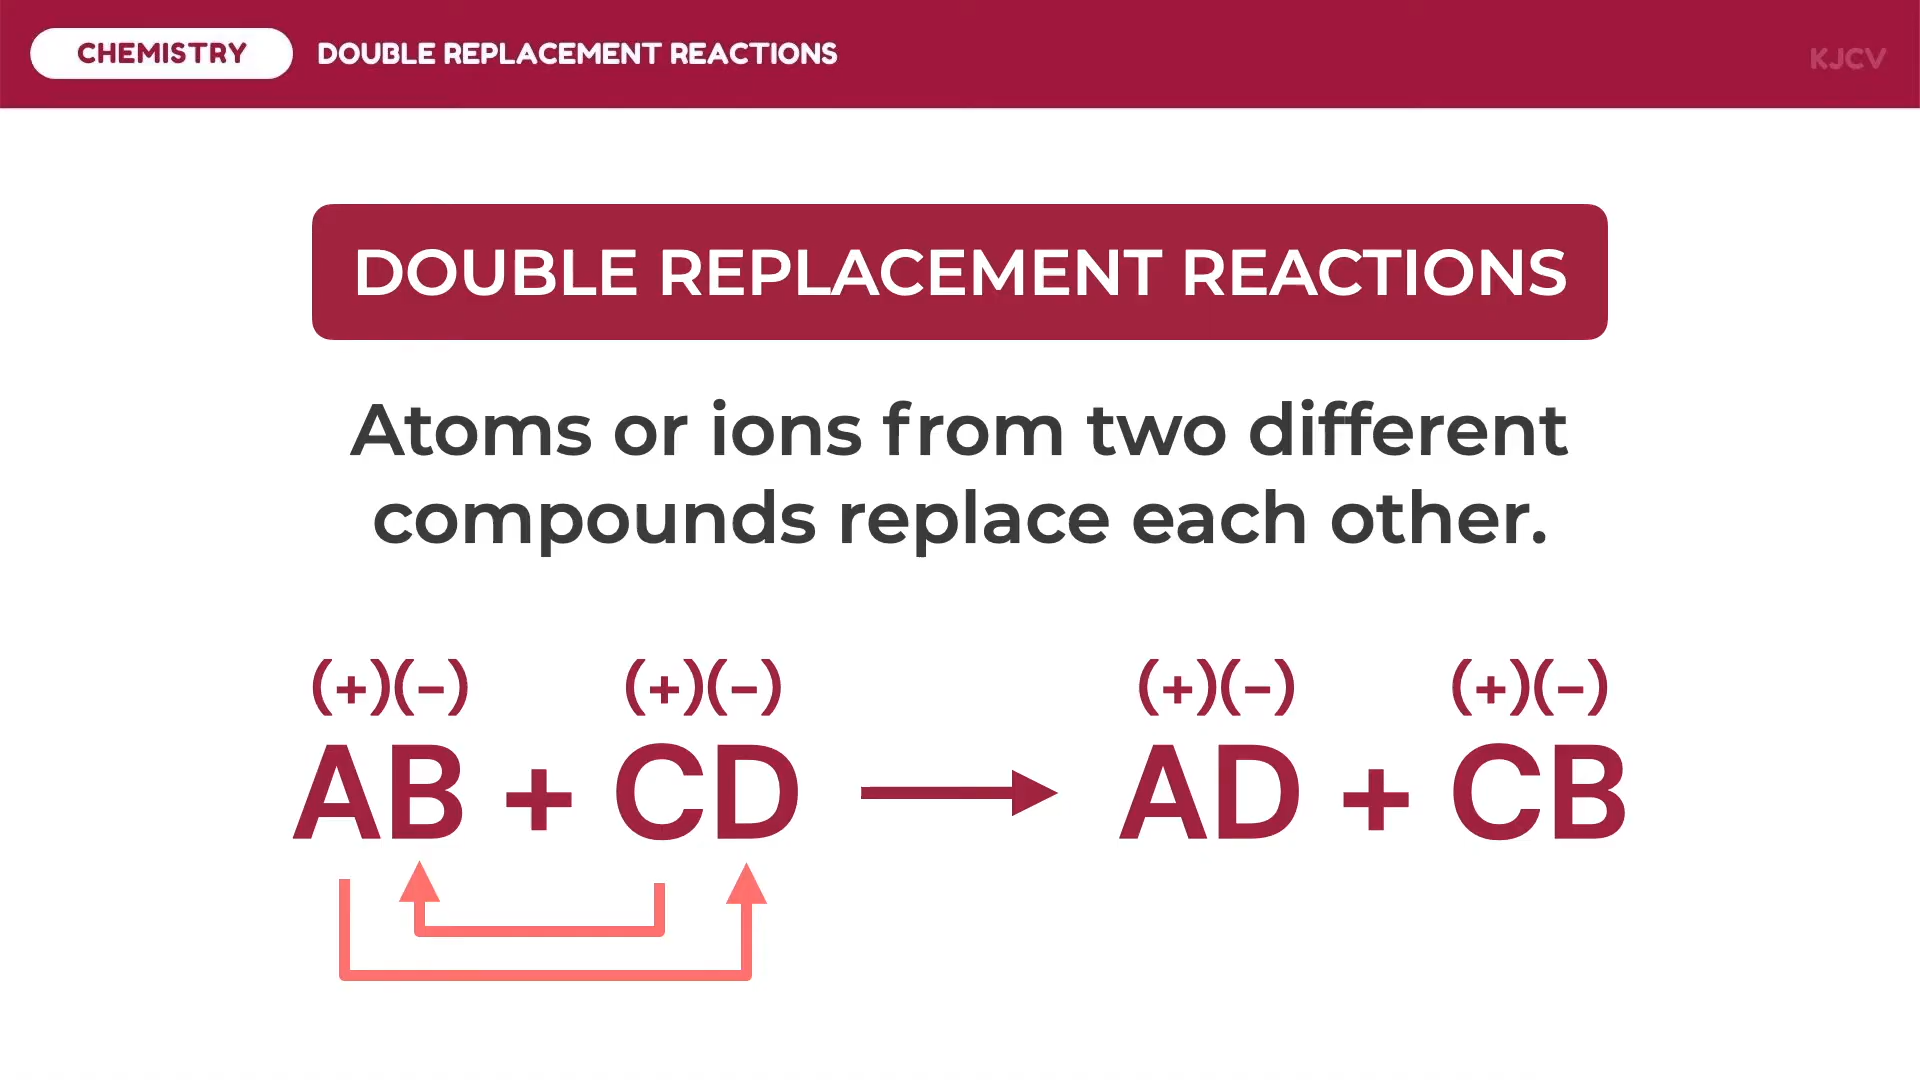 CHEMISTRY DOUBLE REPLACEMENT REACTIONS KJCV
DOUBLE REPLACEMENT REACTIONS
Atoms or ions from two different
compounds replace each other.
(+)(−) (+)(−) (+)(−) (+)(−)
AB + CD → AD + CB